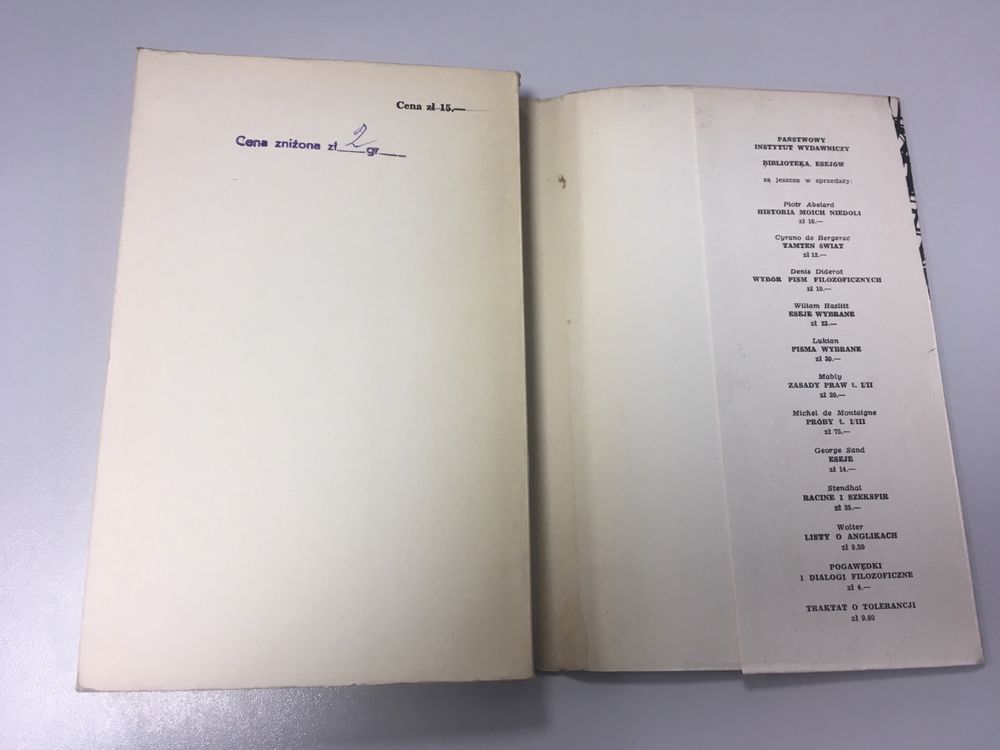 Cena zł 15.—
Cena zniżona zł 2 gr
PAŃSTWOWY
INSTYTUT WYDAWNICZY
BIBLIOTEKA ESEJÓW
są jeszcze w sprzedaży:
Piotr Abelard
HISTORIA MOICH NIEDOLI
zł 10.—
Cyrano de Bergerac
TAMTEN ŚWIAT
zł 12.—
Denis Diderot
WYBÓR PISM FILOZOFICZNYCH
zł 10.—
Wiliam Hazlitt
ESEJE WYBRANE
zł 22.—
Lukian
PISMA WYBRANE
zł 30.—
Mably
ZASADY PRAW t. I/II
zł 20.—
Michel de Montaigne
PRÓBY t. I/III
zł 75.—
George Sand
ESEJE
zł 14.—
Stendhal
RACINE I SZEKSPIR
zł 35.—
Wolter
LISTY O ANGLIKACH
zł 9.50
POGAWĘDKI
I DIALOGI FILOZOFICZNE
zł 4.—
TRAKTAT O TOLERANCJI
zł 9.80